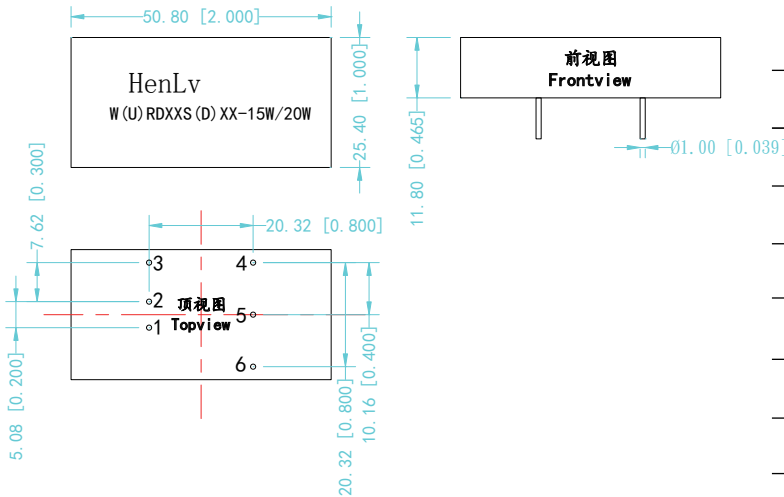 50.80 [2.000]
HenLv
W(U)RDXXS(D)XX-15W/20W
25.40 [1.000]
前视图
Frontview
11.80 [0.465]
Ø1.00 [0.039]
7.62 [0.300]
20.32 [0.800]
3
4
2
顶视图
5
1
Topview
6
5.08 [0.200]
20.32 [0.800]
10.16 [0.400]